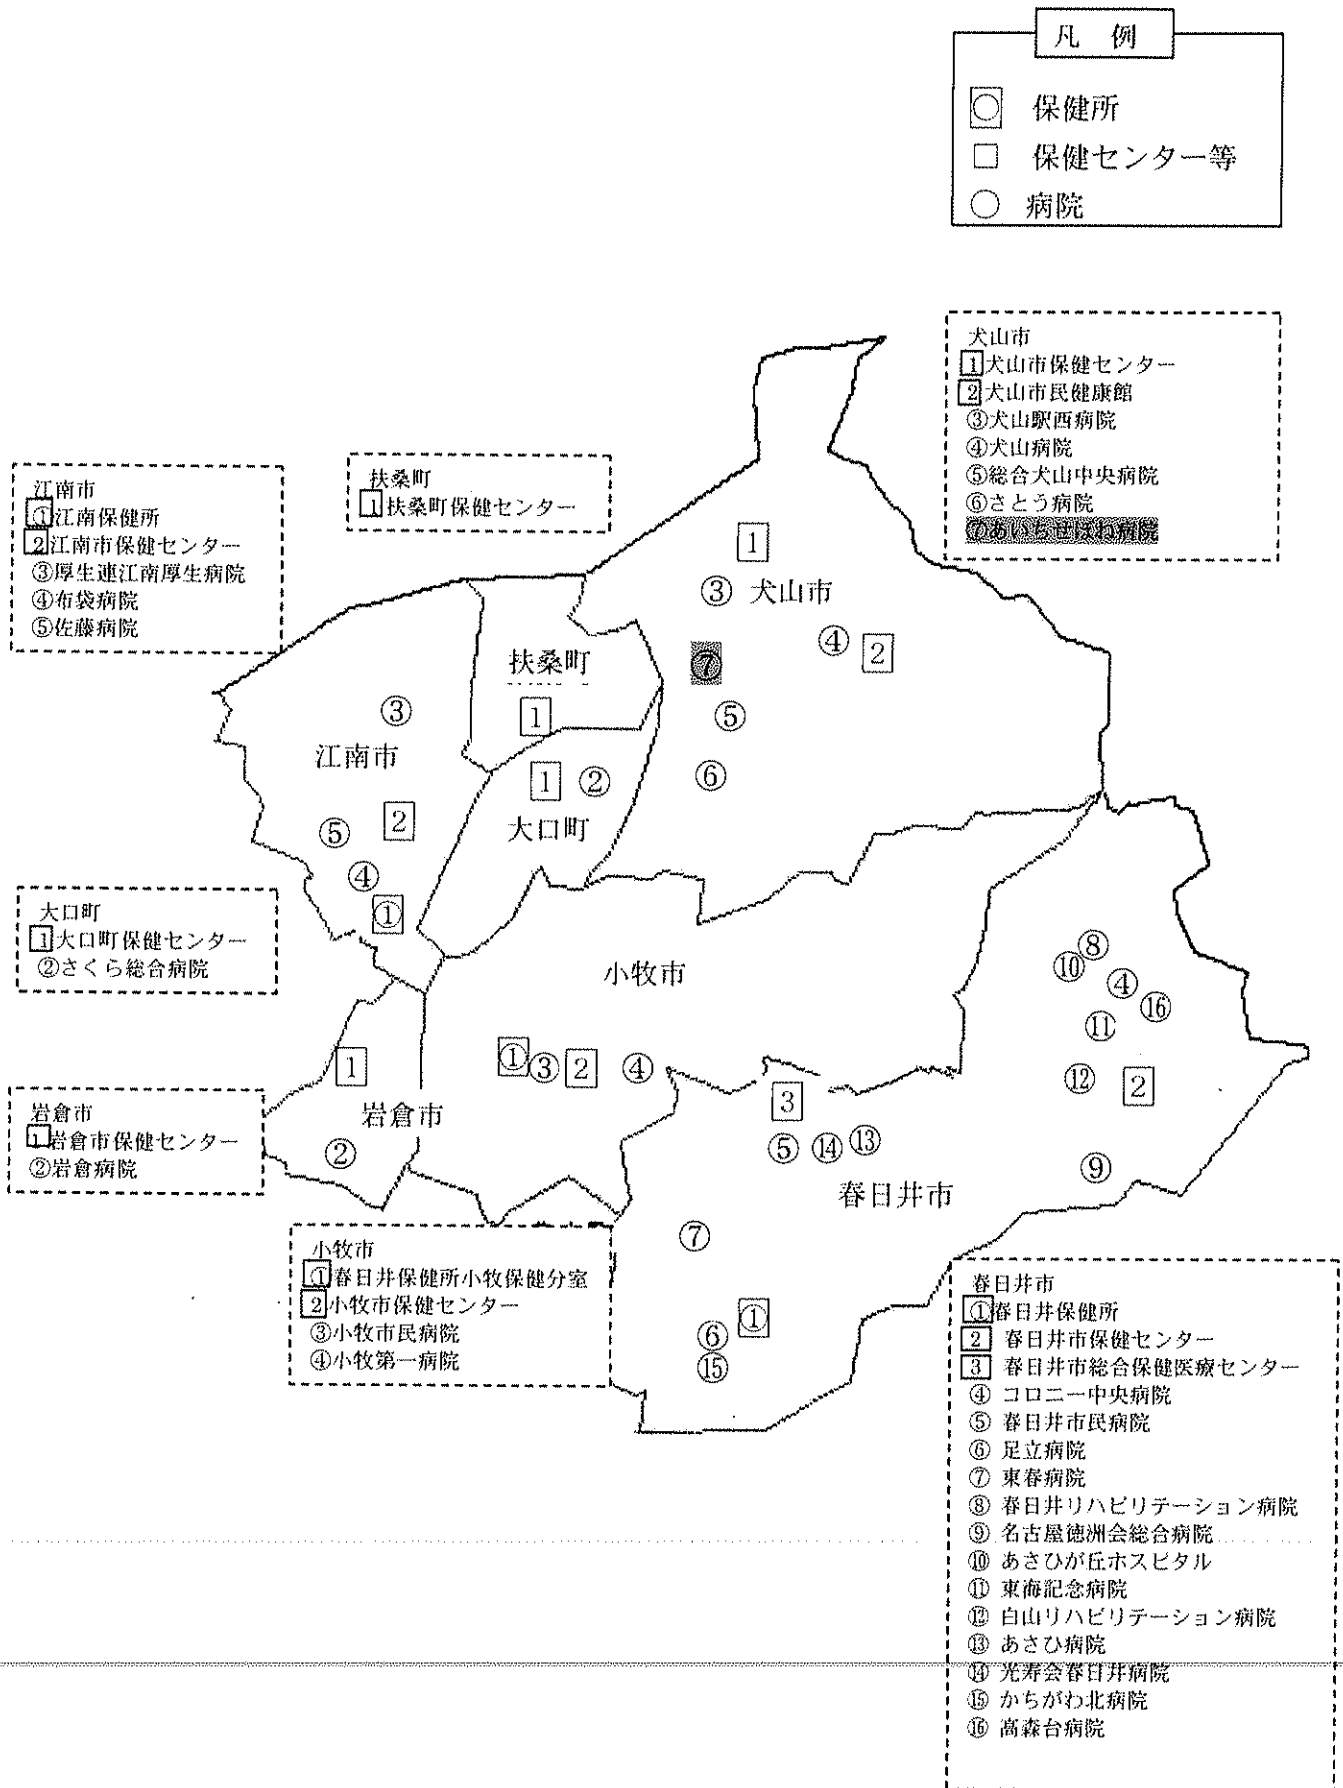 凡 例
保健所
保健センター等
病院
犬山市
1犬山市保健センター
2犬山市民健康館
③犬山駅西病院
④犬山病院
⑤総合犬山中央病院
⑥さとう病院
⑦あいちせぼね病院
扶桑町
1扶桑町保健センター
江南市
①江南保健所
2江南市保健センター
③厚生連江南厚生病院
④布袋病院
⑤佐藤病院
1
③ 犬山市
④ 2
⑦
⑤
⑥
扶桑町
1
③
江南市
1 ②
大口町
2
⑤
④
①
大口町
1大口町保健センター
②さくら総合病院
小牧市
① ③ 2 ④
⑧
⑩
④
⑯
⑪
⑫ 2
⑨
1
岩倉市
②
岩倉市
1岩倉市保健センター
②岩倉病院
3
⑤ ⑭ ⑬
春日井市
⑦
①
⑥
⑮
小牧市
①春日井保健所小牧保健分室
2小牧市保健センター
③小牧市民病院
④小牧第一病院
春日井市
①春日井保健所
2 春日井市保健センター
3 春日井市総合保健医療センター
④ コロニー中央病院
⑤ 春日井市民病院
⑥ 足立病院
⑦ 東春病院
⑧ 春日井リハビリテーション病院
⑨ 名古屋徳洲会総合病院
⑩ あさひが丘ホスピタル
⑪ 東海記念病院
⑫ 白山リハビリテーション病院
⑬ あさひ病院
⑭ 光寿会春日井病院
⑮ かちがわ北病院
⑯ 高森台病院